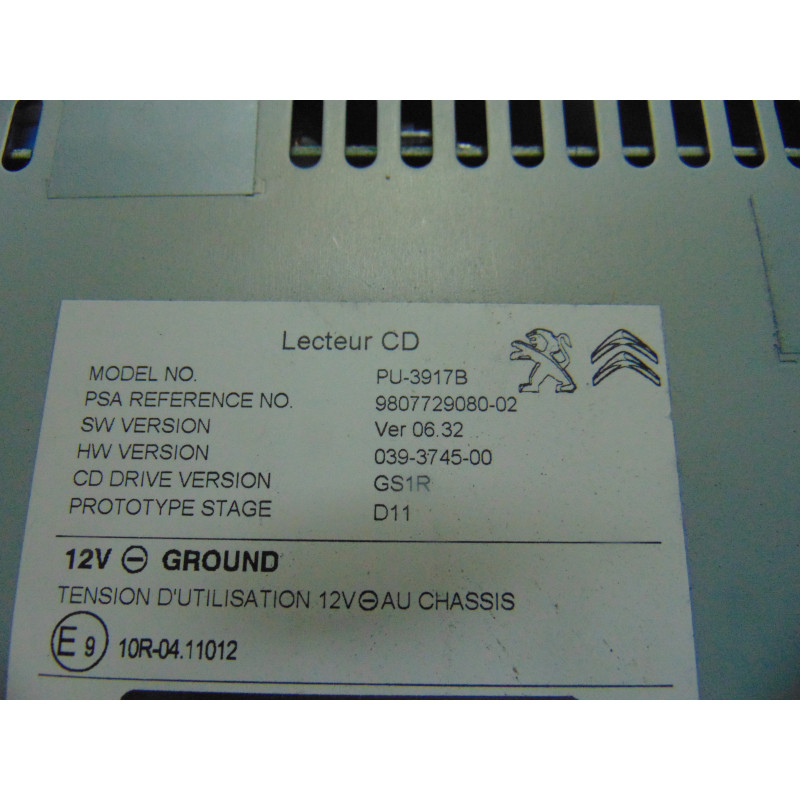 Lecteur CD
MODEL NO. PU-3917B
PSA REFERENCE NO. 9807729080-02
SW VERSION Ver 06.32
HW VERSION 039-3745-00
CD DRIVE VERSION GS1R
PROTOTYPE STAGE D11
12V ⊖ GROUND
TENSION D'UTILISATION 12V⊖AU CHASSIS
E9 10R-04.11012